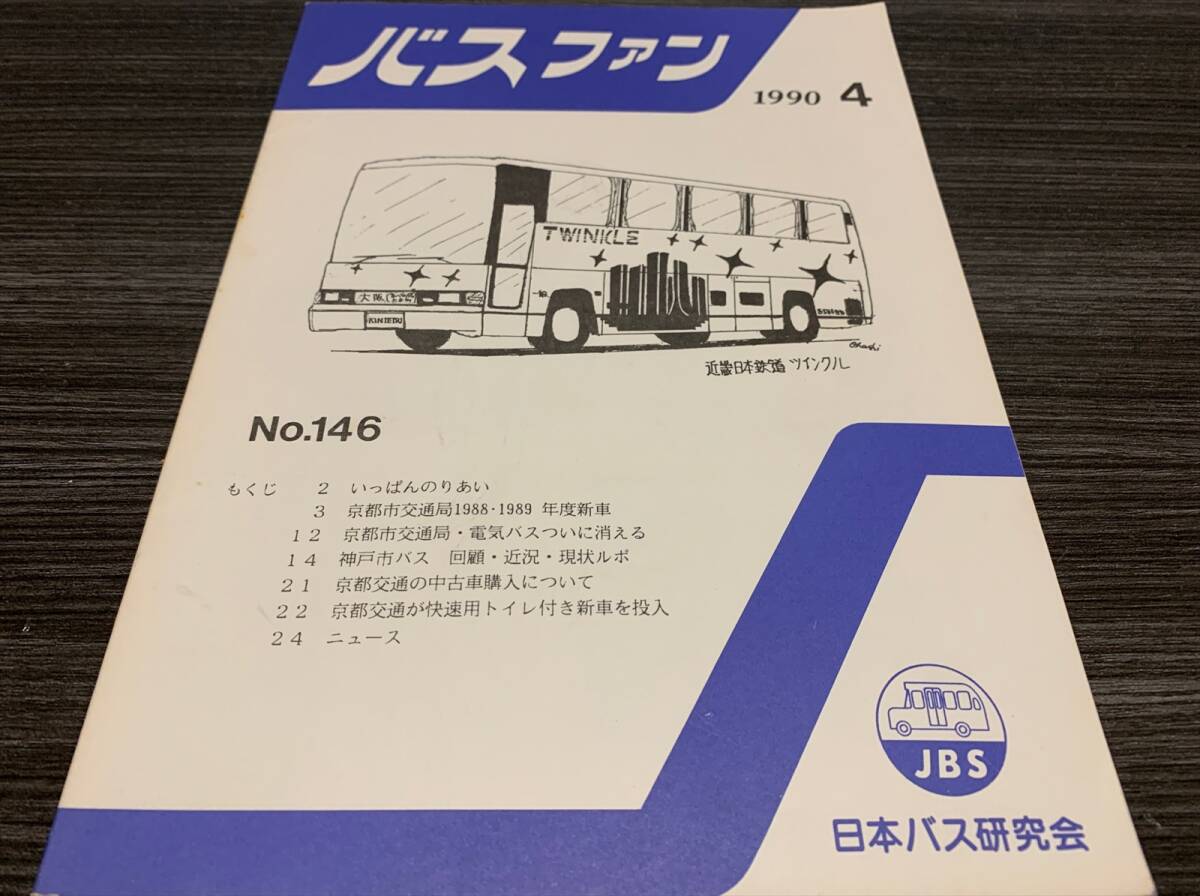 バスファン
1990 4
TWINKLE
大阪
KINTETSU
Ohashi
近畿日本鉄道 ツインクル
No.146
もくじ 2 いっぱんのりあい
3 京都市交通局1988・1989 年度新車
12 京都市交通局・電気バスついに消える
14 神戸市バス 回顧・近況・現状ルポ
21 京都交通の中古車購入について
22 京都交通が快速用トイレ付き新車を投入
24 ニュース
JBS
日本バス研究会